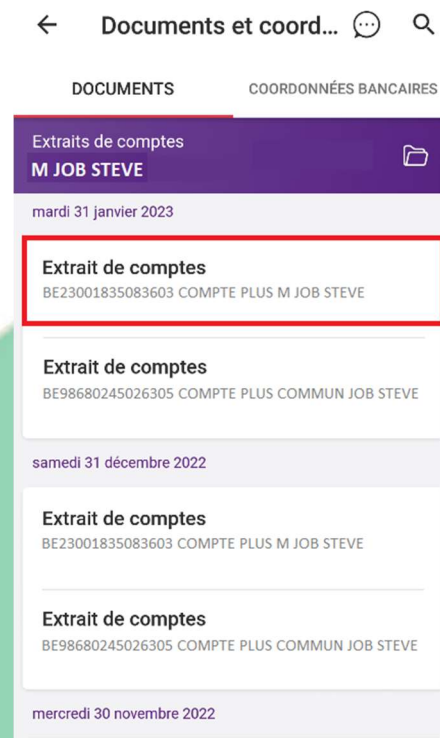 Documents et coord...
DOCUMENTS
COORDONNÉES BANCAIRES
Extraits de comptes
M JOB STEVE
mardi 31 janvier 2023
Extrait de comptes
BE23001835083603 COMPTE PLUS M JOB STEVE
Extrait de comptes
BE98680245026305 COMPTE PLUS COMMUN JOB STEVE
samedi 31 décembre 2022
Extrait de comptes
BE23001835083603 COMPTE PLUS M JOB STEVE
Extrait de comptes
BE98680245026305 COMPTE PLUS COMMUN JOB STEVE
mercredi 30 novembre 2022